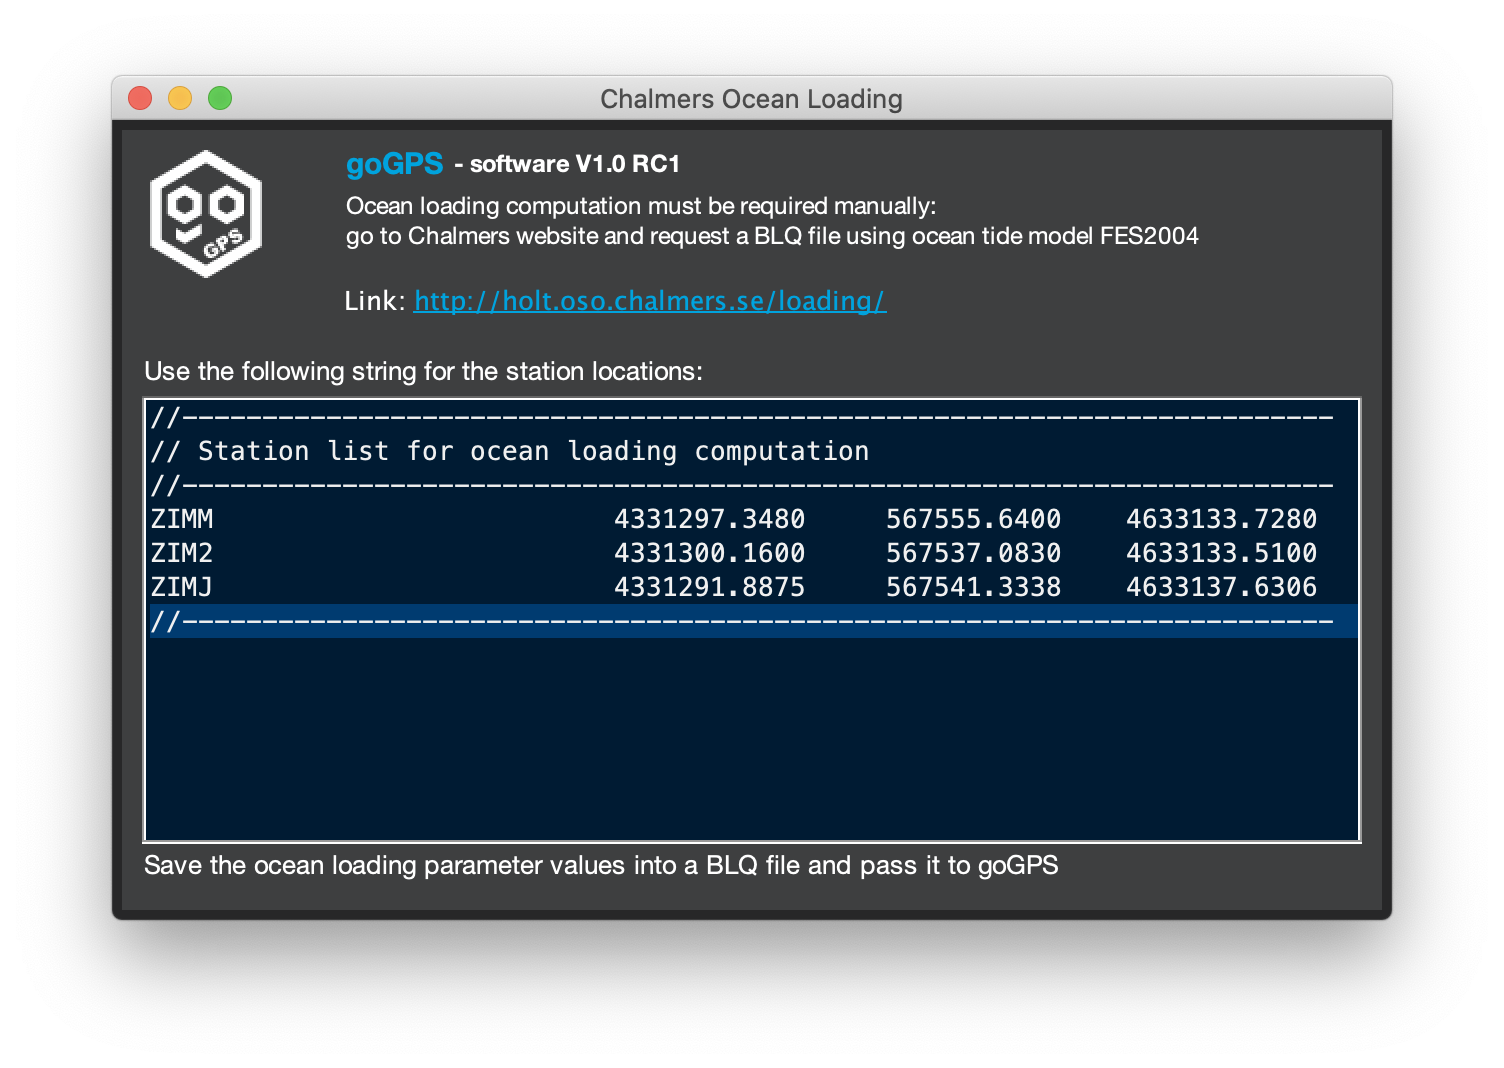 Chalmers Ocean Loading
goGPS - software V1.0 RC1
GPS
Ocean loading computation must be required manually:
go to Chalmers website and request a BLQ file using ocean tide model FES2004
Link: http://holt.oso.chalmers.se/loading/
Use the following string for the station locations:
//------------------------------------------------------------------------
// Station list for ocean loading computation
//------------------------------------------------------------------------
ZIMM                         4331297.3480     567555.6400    4633133.7280
ZIM2                         4331300.1600     567537.0830    4633133.5100
ZIMJ                         4331291.8875     567541.3338    4633137.6306
//------------------------------------------------------------------------
Save the ocean loading parameter values into a BLQ file and pass it to goGPS